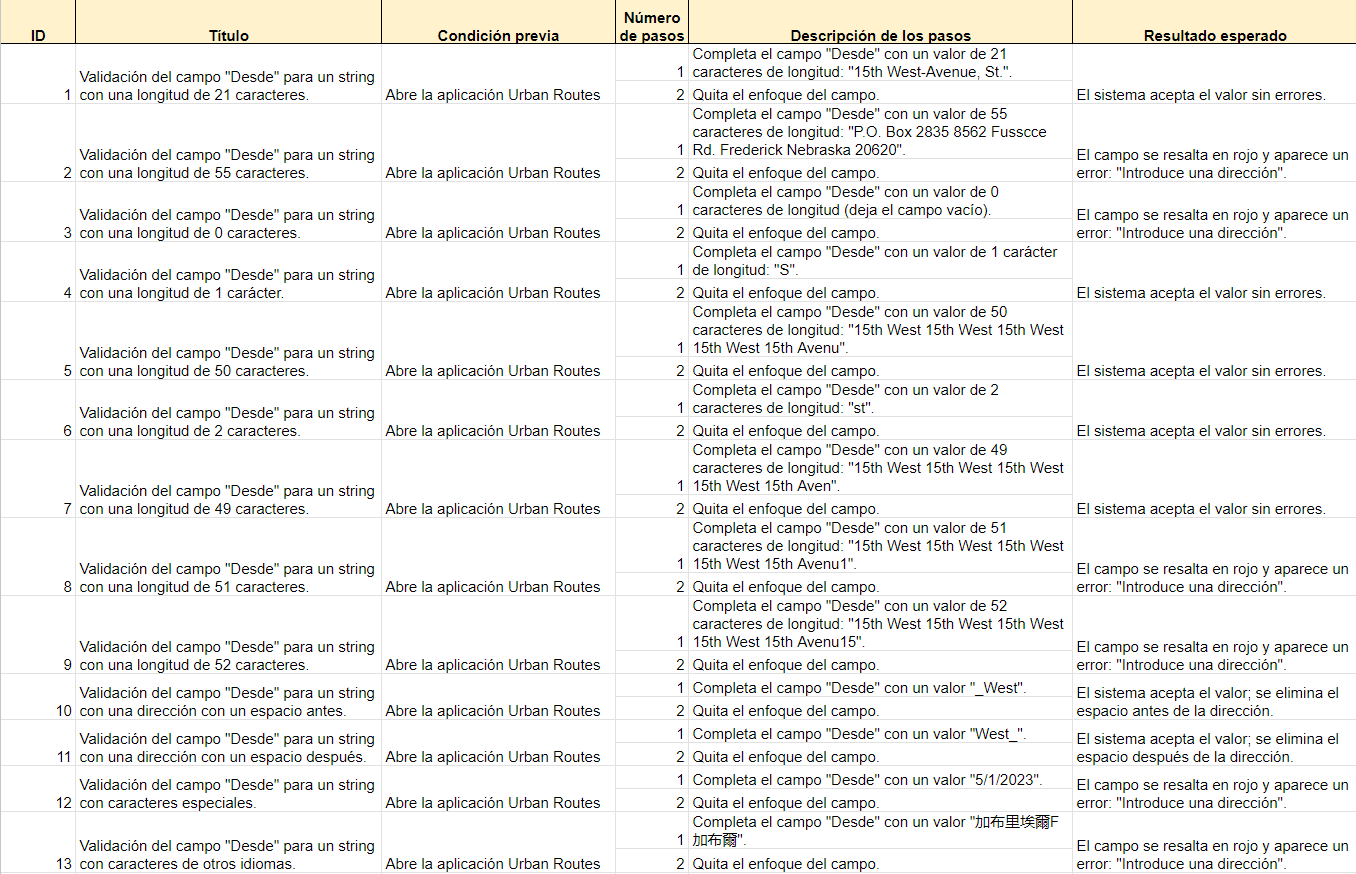 ID Título Condición previa Número de pasos Descripción de los pasos Resultado esperado
1 Validación del campo "Desde" para un string
con una longitud de 21 caracteres.
Abre la aplicación Urban Routes
1 Completa el campo "Desde" con un valor de 21
caracteres de longitud: "15th West-Avenue, St.".
2 Quita el enfoque del campo.
El sistema acepta el valor sin errores.
2 Validación del campo "Desde" para un string
con una longitud de 55 caracteres.
Abre la aplicación Urban Routes
1 Completa el campo "Desde" con un valor de 55
caracteres de longitud: "P.O. Box 2835 8562 Fusscce
Rd. Frederick Nebraska 20620".
2 Quita el enfoque del campo.
El campo se resalta en rojo y aparece un
error: "Introduce una dirección".
3 Validación del campo "Desde" para un string
con una longitud de 0 caracteres.
Abre la aplicación Urban Routes
1 Completa el campo "Desde" con un valor de 0
caracteres de longitud (deja el campo vacío).
2 Quita el enfoque del campo.
El campo se resalta en rojo y aparece un
error: "Introduce una dirección".
4 Validación del campo "Desde" para un string
con una longitud de 1 carácter.
Abre la aplicación Urban Routes
1 Completa el campo "Desde" con un valor de 1 carácter
de longitud: "S".
2 Quita el enfoque del campo.
El sistema acepta el valor sin errores.
5 Validación del campo "Desde" para un string
con una longitud de 50 caracteres.
Abre la aplicación Urban Routes
1 Completa el campo "Desde" con un valor de 50
caracteres de longitud: "15th West 15th West 15th West
15th West 15th Avenu".
2 Quita el enfoque del campo.
El sistema acepta el valor sin errores.
6 Validación del campo "Desde" para un string
con una longitud de 2 caracteres.
Abre la aplicación Urban Routes
1 Completa el campo "Desde" con un valor de 2
caracteres de longitud: "st".
2 Quita el enfoque del campo.
El sistema acepta el valor sin errores.
7 Validación del campo "Desde" para un string
con una longitud de 49 caracteres.
Abre la aplicación Urban Routes
1 Completa el campo "Desde" con un valor de 49
caracteres de longitud: "15th West 15th West 15th West
15th West 15th Aven".
2 Quita el enfoque del campo.
El sistema acepta el valor sin errores.
8 Validación del campo "Desde" para un string
con una longitud de 51 caracteres.
Abre la aplicación Urban Routes
1 Completa el campo "Desde" con un valor de 51
caracteres de longitud: "15th West 15th West 15th West
15th West 15th Avenu1".
2 Quita el enfoque del campo.
El campo se resalta en rojo y aparece un
error: "Introduce una dirección".
9 Validación del campo "Desde" para un string
con una longitud de 52 caracteres.
Abre la aplicación Urban Routes
1 Completa el campo "Desde" con un valor de 52
caracteres de longitud: "15th West 15th West 15th West
15th West 15th Avenu15".
2 Quita el enfoque del campo.
El campo se resalta en rojo y aparece un
error: "Introduce una dirección".
10 Validación del campo "Desde" para un string
con una dirección con un espacio antes.
Abre la aplicación Urban Routes
1 Completa el campo "Desde" con un valor "_West".
2 Quita el enfoque del campo.
El sistema acepta el valor; se elimina el
espacio antes de la dirección.
11 Validación del campo "Desde" para un string
con una dirección con un espacio después.
Abre la aplicación Urban Routes
1 Completa el campo "Desde" con un valor "West_".
2 Quita el enfoque del campo.
El sistema acepta el valor; se elimina el
espacio después de la dirección.
12 Validación del campo "Desde" para un string
con caracteres especiales.
Abre la aplicación Urban Routes
1 Completa el campo "Desde" con un valor "5/1/2023".
2 Quita el enfoque del campo.
El campo se resalta en rojo y aparece un
error: "Introduce una dirección".
13 Validación del campo "Desde" para un string
con caracteres de otros idiomas.
Abre la aplicación Urban Routes
1 Completa el campo "Desde" con un valor "加布里埃爾F
加布爾".
2 Quita el enfoque del campo.
El campo se resalta en rojo y aparece un
error: "Introduce una dirección".